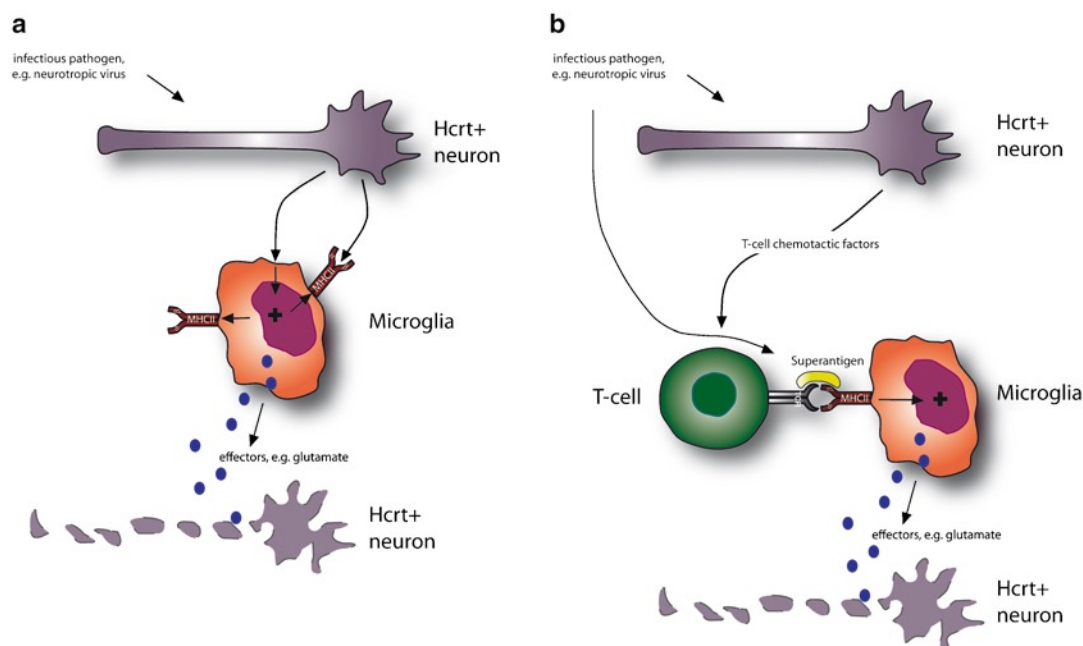 a
infectious pathogen,
e.g. neurotropic virus
Hcrt+
neuron
MHCII
MHCII
Microglia
effectors, e.g. glutamate
Hcrt+
neuron
b
infectious pathogen,
e.g. neurotropic virus
Hcrt+
neuron
T-cell chemotactic factors
Superantigen
T-cell
MHCII
Microglia
effectors, e.g. glutamate
Hcrt+
neuron